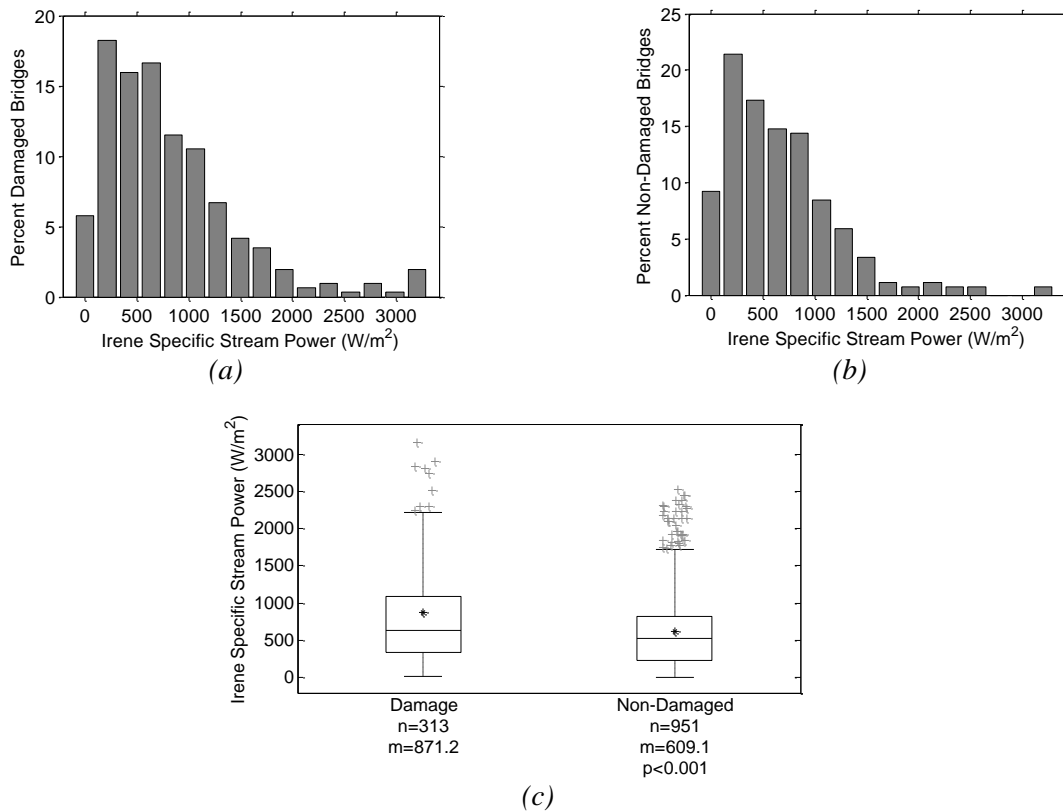 20
15
10
5
0
Percent Damaged Bridges
0 500 1000 1500 2000 2500 3000
Irene Specific Stream Power (W/m²)
(a)
25
20
15
10
5
0
Percent Non-Damaged Bridges
0 500 1000 1500 2000 2500 3000
Irene Specific Stream Power (W/m²)
(b)
Irene Specific Stream Power (W/m²)
3000
2500
2000
1500
1000
500
0
Damage
n=313
m=871.2
Non-Damaged
n=951
m=609.1
p<0.001
(c)